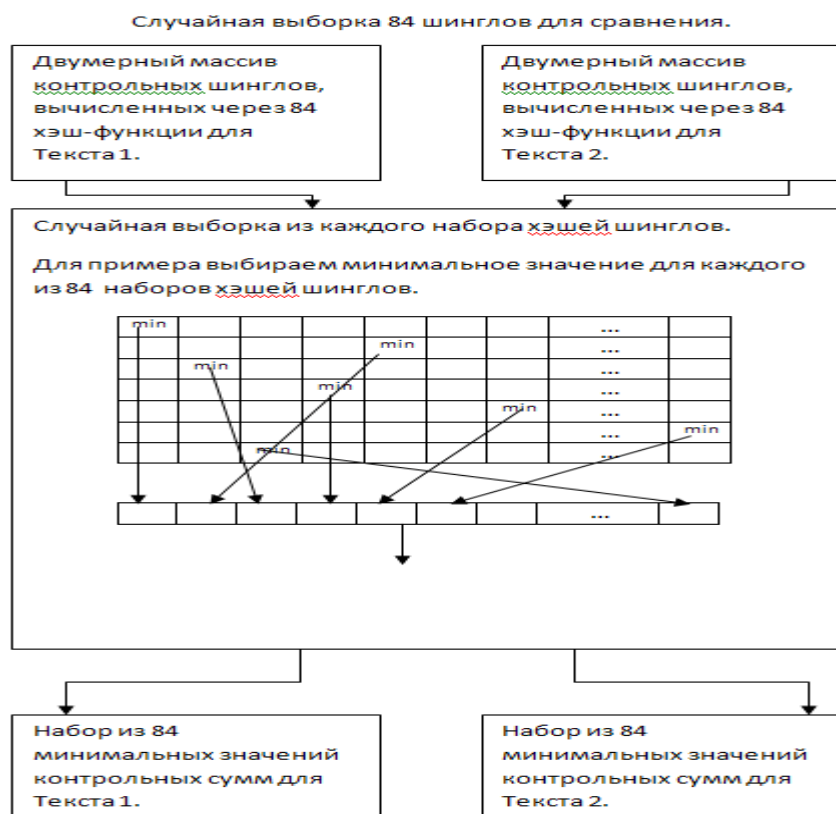 Случайная выборка 84 шинглов для сравнения.
Двумерный массив
контрольных шинглов,
вычисленных через 84
хэш-функции для
Текста 1.
Двумерный массив
контрольных шинглов,
вычисленных через 84
хэш-функции для
Текста 2.
Случайная выборка из каждого набора хэшей шинглов.
Для примера выбираем минимальное значение для каждого
из 84 наборов хэшей шинглов.
min
...
min
...
min
...
min
...
min
...
min
...
min
...
...
Набор из 84
минимальных значений
контрольных сумм для
Текста 1.
Набор из 84
минимальных значений
контрольных сумм для
Текста 2.